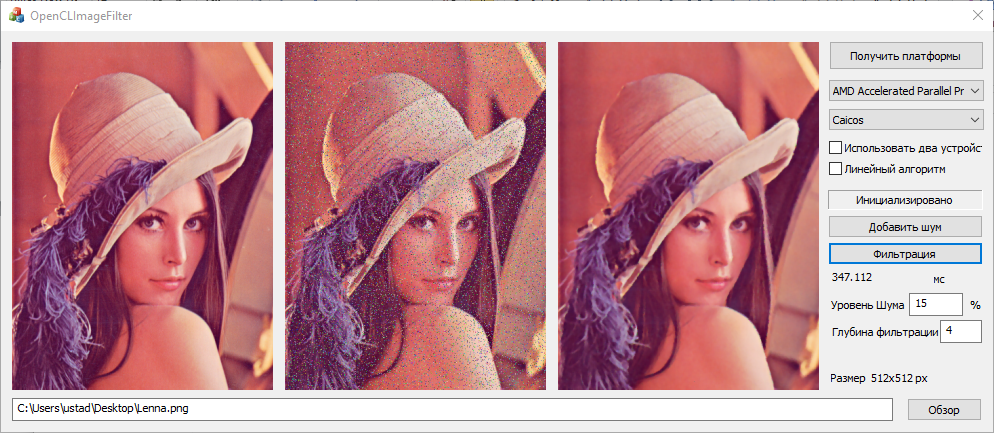 OpenCLImageFilter
Получить платформы
AMD Accelerated Parallel Pr
Caicos
Использовать два устройст
Линейный алгоритм
Инициализировано
Добавить шум
Фильтрация
347.112 мс
Уровень Шума 15 %
Глубина фильтрации 4
Размер 512x512 px
C:\Users\ustad\Desktop\Lenna.png
Обзор